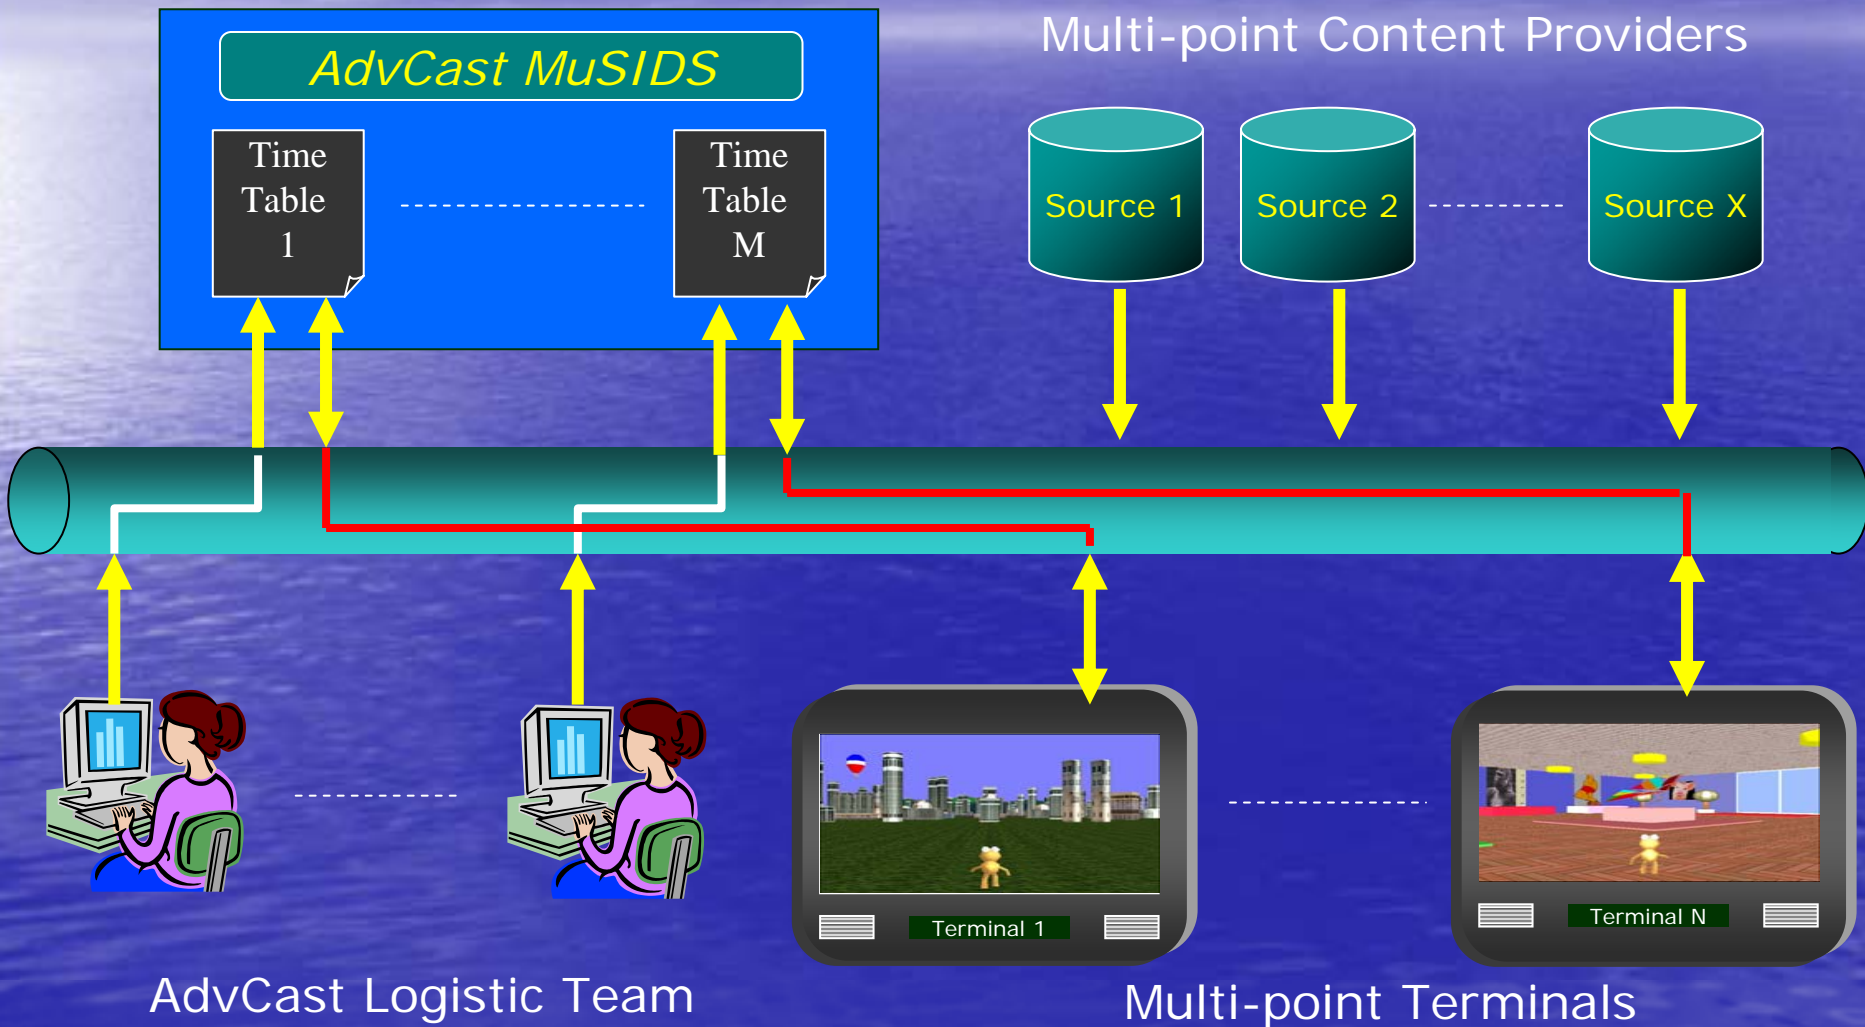 AdvCast MuSIDS
Multi-point Content Providers
Time
Table
1
Time
Table
M
Source 1
Source 2
Source X
Terminal 1
Terminal N
AdvCast Logistic Team
Multi-point Terminals